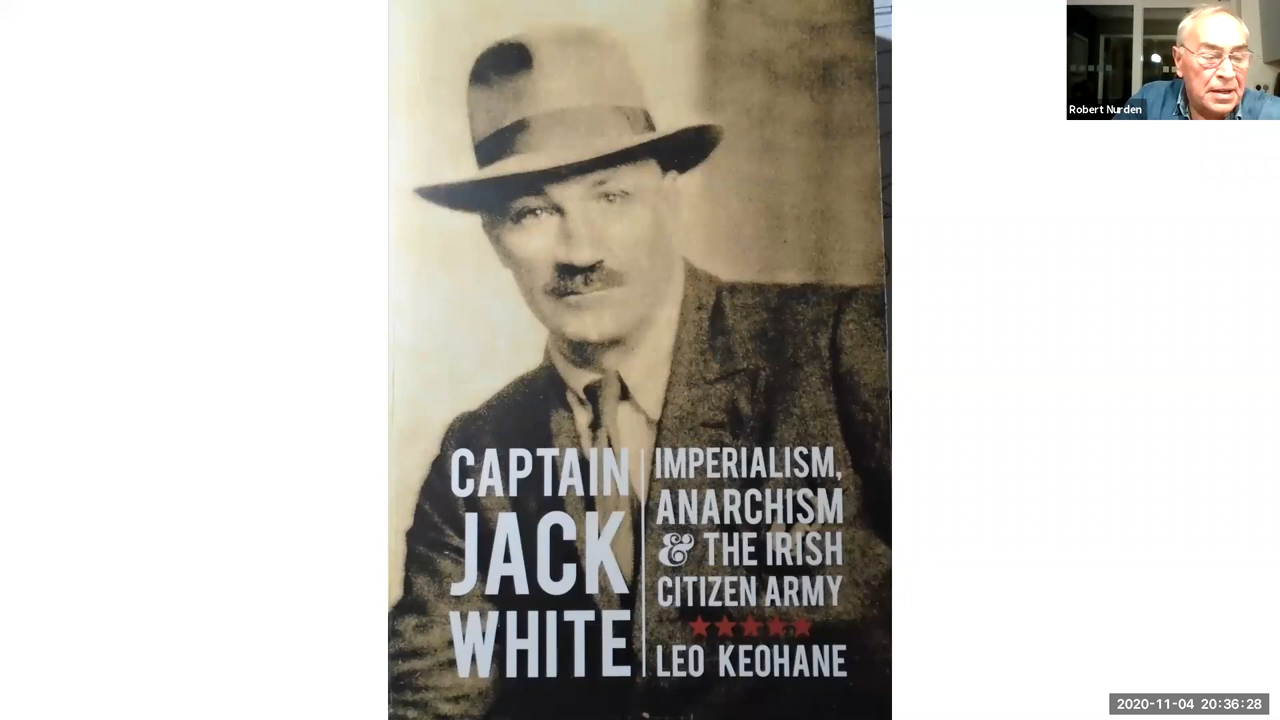 Robert Nurden
CAPTAIN
JACK
WHITE
IMPERIALISM,
ANARCHISM
& THE IRISH
CITIZEN ARMY
LEO KEOHANE
2020-11-04 20:36:28